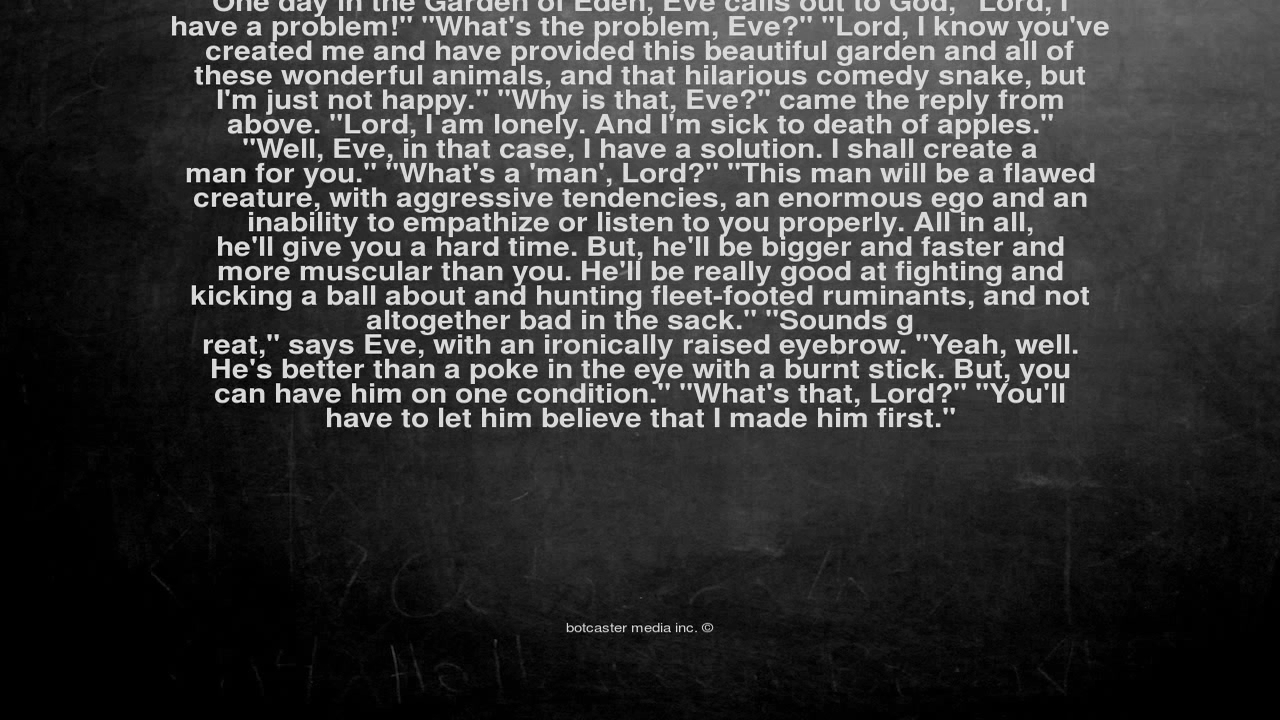 One day in the Garden of Eden, Eve calls out to God, "Lord, I
have a problem!" "What's the problem, Eve?" "Lord, I know you've
created me and have provided this beautiful garden and all of
these wonderful animals, and that hilarious comedy snake, but
I'm just not happy." "Why is that, Eve?" came the reply from
above. "Lord, I am lonely. And I'm sick to death of apples."
"Well, Eve, in that case, I have a solution. I shall create a
man for you." "What's a 'man', Lord?" "This man will be a flawed
creature, with aggressive tendencies, an enormous ego and an
inability to empathize or listen to you properly. All in all,
he'll give you a hard time. But, he'll be bigger and faster and
more muscular than you. He'll be really good at fighting and
kicking a ball about and hunting fleet-footed ruminants, and not
altogether bad in the sack." "Sounds g
reat," says Eve, with an ironically raised eyebrow. "Yeah, well.
He's better than a poke in the eye with a burnt stick. But, you
can have him on one condition." "What's that, Lord?" "You'll
have to let him believe that I made him first."
botcaster media inc. ©